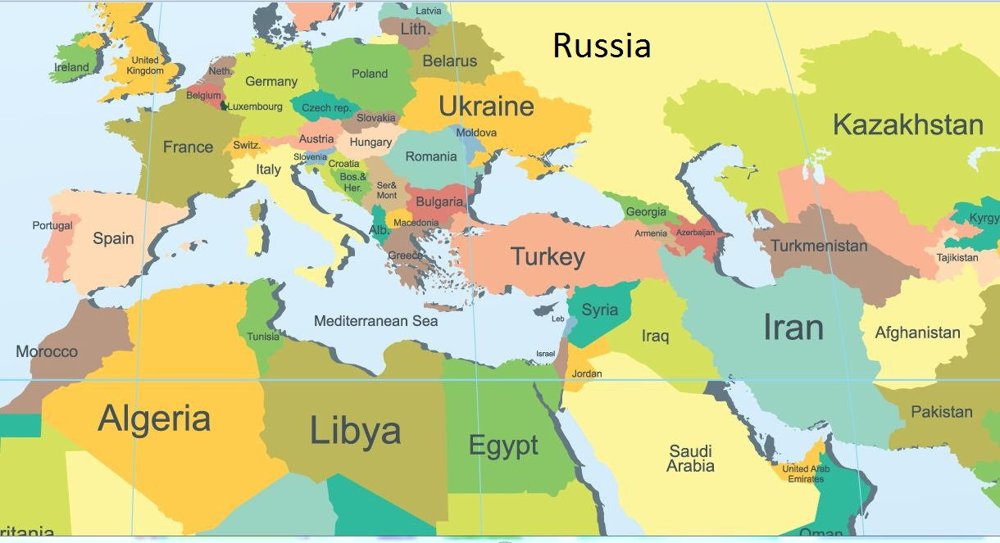 Latvia
Lith.
Russia
Ireland
United
Kingdom
Neth.
Belarus
Germany
Poland
Belgium
Luxembourg
Czech rep.
Ukraine
Slovakia
Kazakhstan
France
Switz.
Austria
Hungary
Moldova
Slovenia
Romania
Italy
Croatia
Bos.&
Her.
Ser&
Mont
Bulgaria
Georgia
Kyrgy
Portugal
Spain
Alb.
Macedonia
Armenia
Azerbaijan
Turkmenistan
Greece
Turkey
Tajikistan
Mediterranean Sea
Leb
Syria
Iran
Afghanistan
Tunisia
Iraq
Morocco
Israel
Jordan
Algeria
Libya
Egypt
Pakistan
Saudi
Arabia
United Arab
Emirates
ritania
Oman